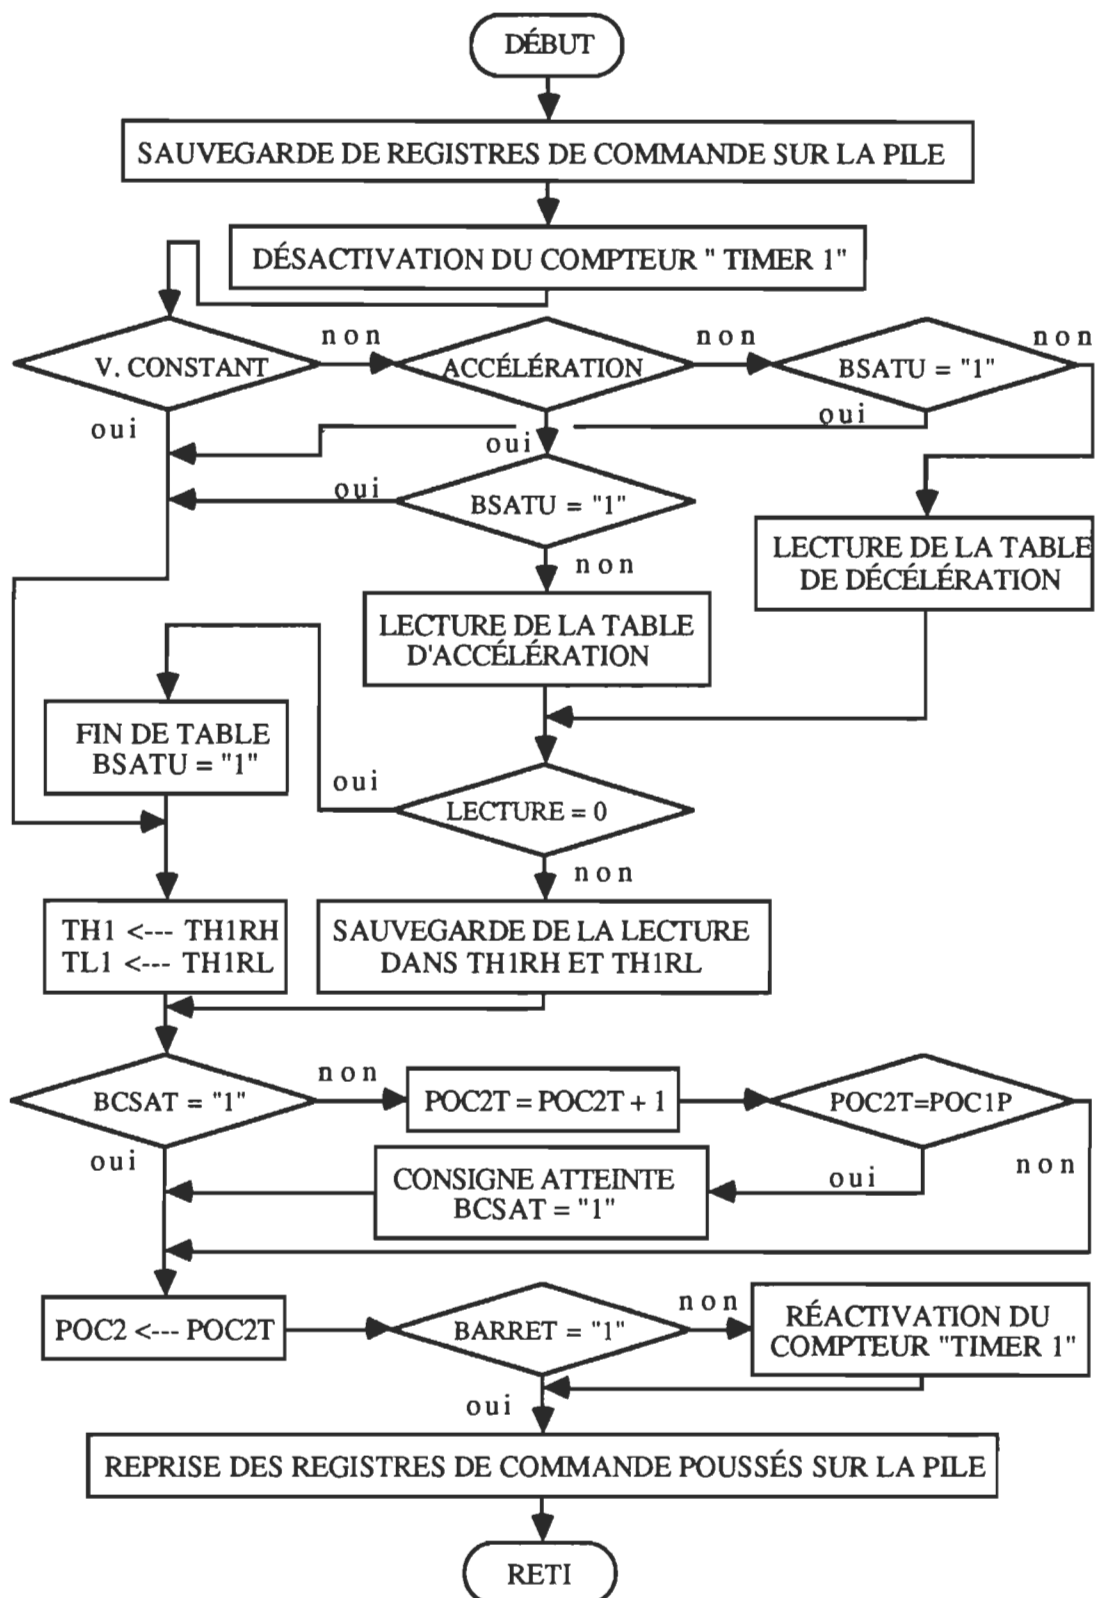 DÉBUT
SAUVEGARDE DE REGISTRES DE COMMANDE SUR LA PILE
DÉSACTIVATION DU COMPTEUR " TIMER 1"
V. CONSTANT
non
ACCÉLÉRATION
non
BSATU = "1"
non
oui
oui
oui
oui
BSATU = "1"
non
LECTURE DE LA TABLE
DE DÉCÉLÉRATION
LECTURE DE LA TABLE
D'ACCÉLÉRATION
FIN DE TABLE
BSATU = "1"
oui
LECTURE = 0
non
TH1 <--- TH1RH
TL1 <--- TH1RL
SAUVEGARDE DE LA LECTURE
DANS TH1RH ET TH1RL
BCSAT = "1"
non
POC2T = POC2T + 1
POC2T=POC1P
oui
CONSIGNE ATTEINTE
BCSAT = "1"
oui
non
POC2 <--- POC2T
BARRET = "1"
non
RÉACTIVATION DU
COMPTEUR "TIMER 1"
oui
REPRISE DES REGISTRES DE COMMANDE POUSSÉS SUR LA PILE
RETI